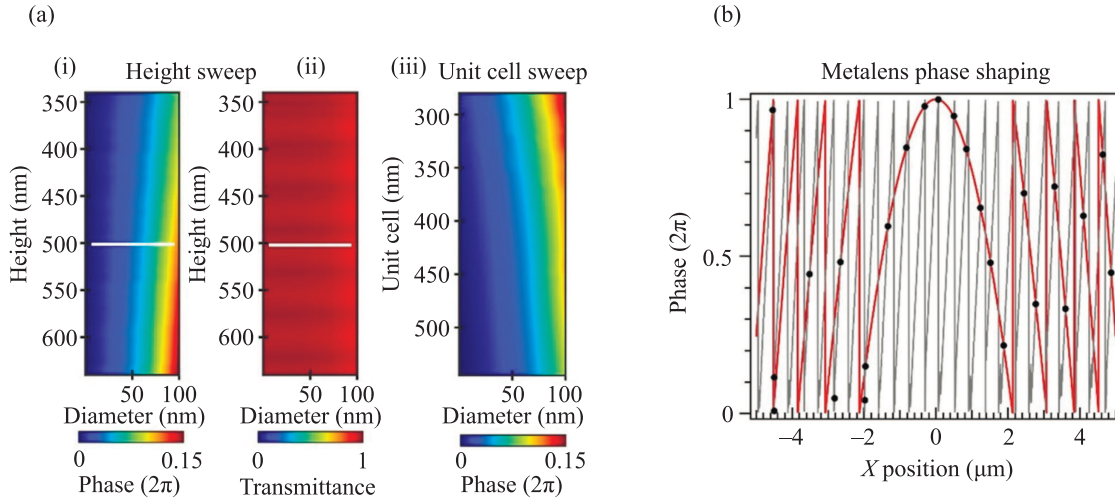 (a)
(i) Height sweep (ii) (iii) Unit cell sweep
Height (nm)
350
400
450
500
550
600
50 100
Diameter (nm)
0 0.15
Phase (2π)
Height (nm)
350
400
450
500
550
600
50 100
Diameter (nm)
0 1
Transmittance
Unit cell (nm)
300
350
400
450
500
50 100
Diameter (nm)
0 0.15
Phase (2π)
(b)
Metalens phase shaping
Phase (2π)
1
0.5
0
−4 −2 0 2 4
X position (μm)